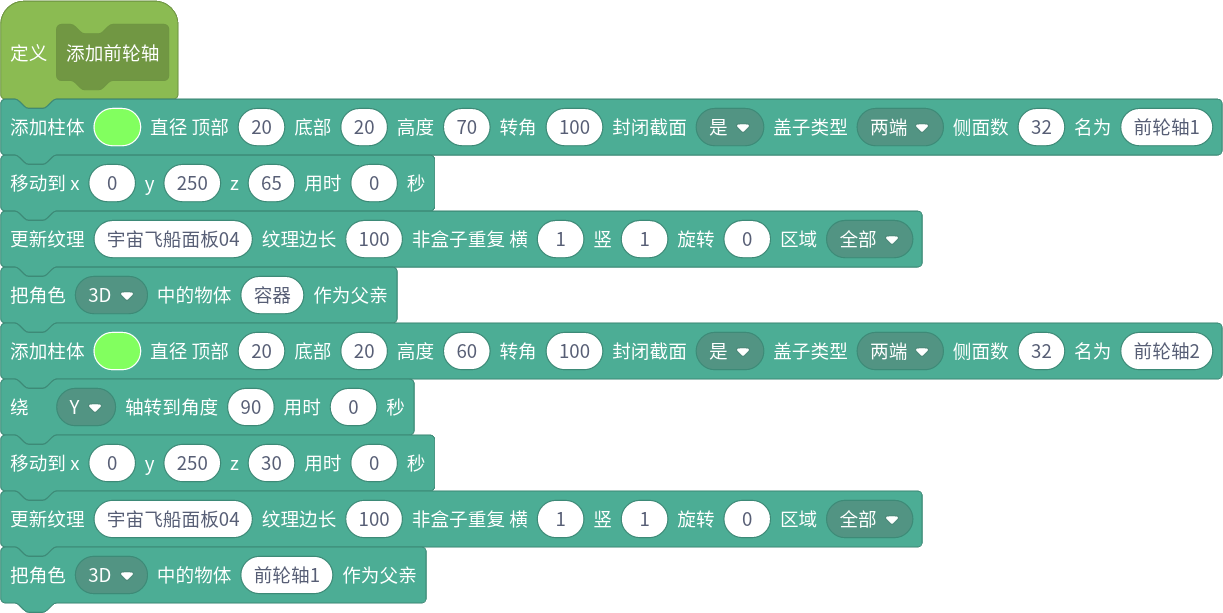 定义 添加前轮轴
添加柱体 直径 顶部 20 底部 20 高度 70 转角 100 封闭截面 是 盖子类型 两端 侧面数 32 名为 前轮轴1
移动到 x 0 y 250 z 65 用时 0 秒
更新纹理 宇宙飞船面板04 纹理边长 100 非盒子重复 横 1 竖 1 旋转 0 区域 全部
把角色 3D 中的物体 容器 作为父亲
添加柱体 直径 顶部 20 底部 20 高度 60 转角 100 封闭截面 是 盖子类型 两端 侧面数 32 名为 前轮轴2
绕 Y 轴转到角度 90 用时 0 秒
移动到 x 0 y 250 z 30 用时 0 秒
更新纹理 宇宙飞船面板04 纹理边长 100 非盒子重复 横 1 竖 1 旋转 0 区域 全部
把角色 3D 中的物体 前轮轴1 作为父亲